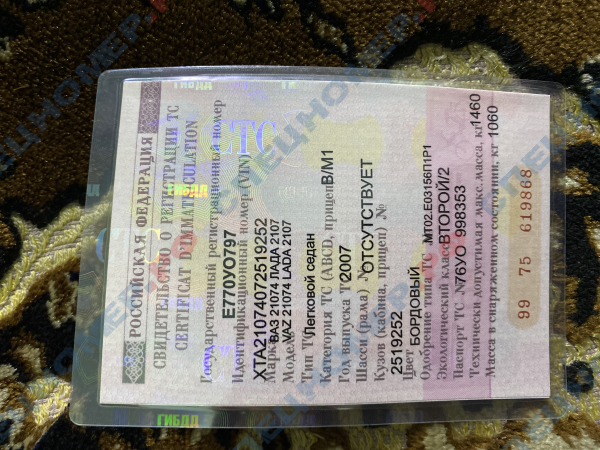 РОССИЙСКАЯ ФЕДЕРАЦИЯ
СВИДЕТЕЛЬСТВО О РЕГИСТРАЦИИ ТС
CERTIFICAT D'IMMATRICULATION
Государственный регистрационный номер
Е770УО797
Идентификационный номер (VIN)
XTA21074072519252
Марка
ВАЗ 21074 ЛАДА 2107
Модель
VAZ 21074 LADA 2107
Тип ТС
Легковой седан
Категория ТС (ABCD, прицеп) B/M1
Год выпуска ТС 2007
Шасси (рама) № ОТСУТСТВУЕТ
Кузов (кабина, прицеп) №
2519252
Цвет БОРДОВЫЙ
Одобрение типа ТС № МТ02.Е03156П1Р1
Экологический класс ВТОРОЙ/2
Паспорт ТС № 76УО 998353
Технически допустимая макс. масса, кг 1460
Масса в снаряженном состоянии, кг 1060
99 75 619868
ГИБДД
СТС
СПЕЦНОМЕР